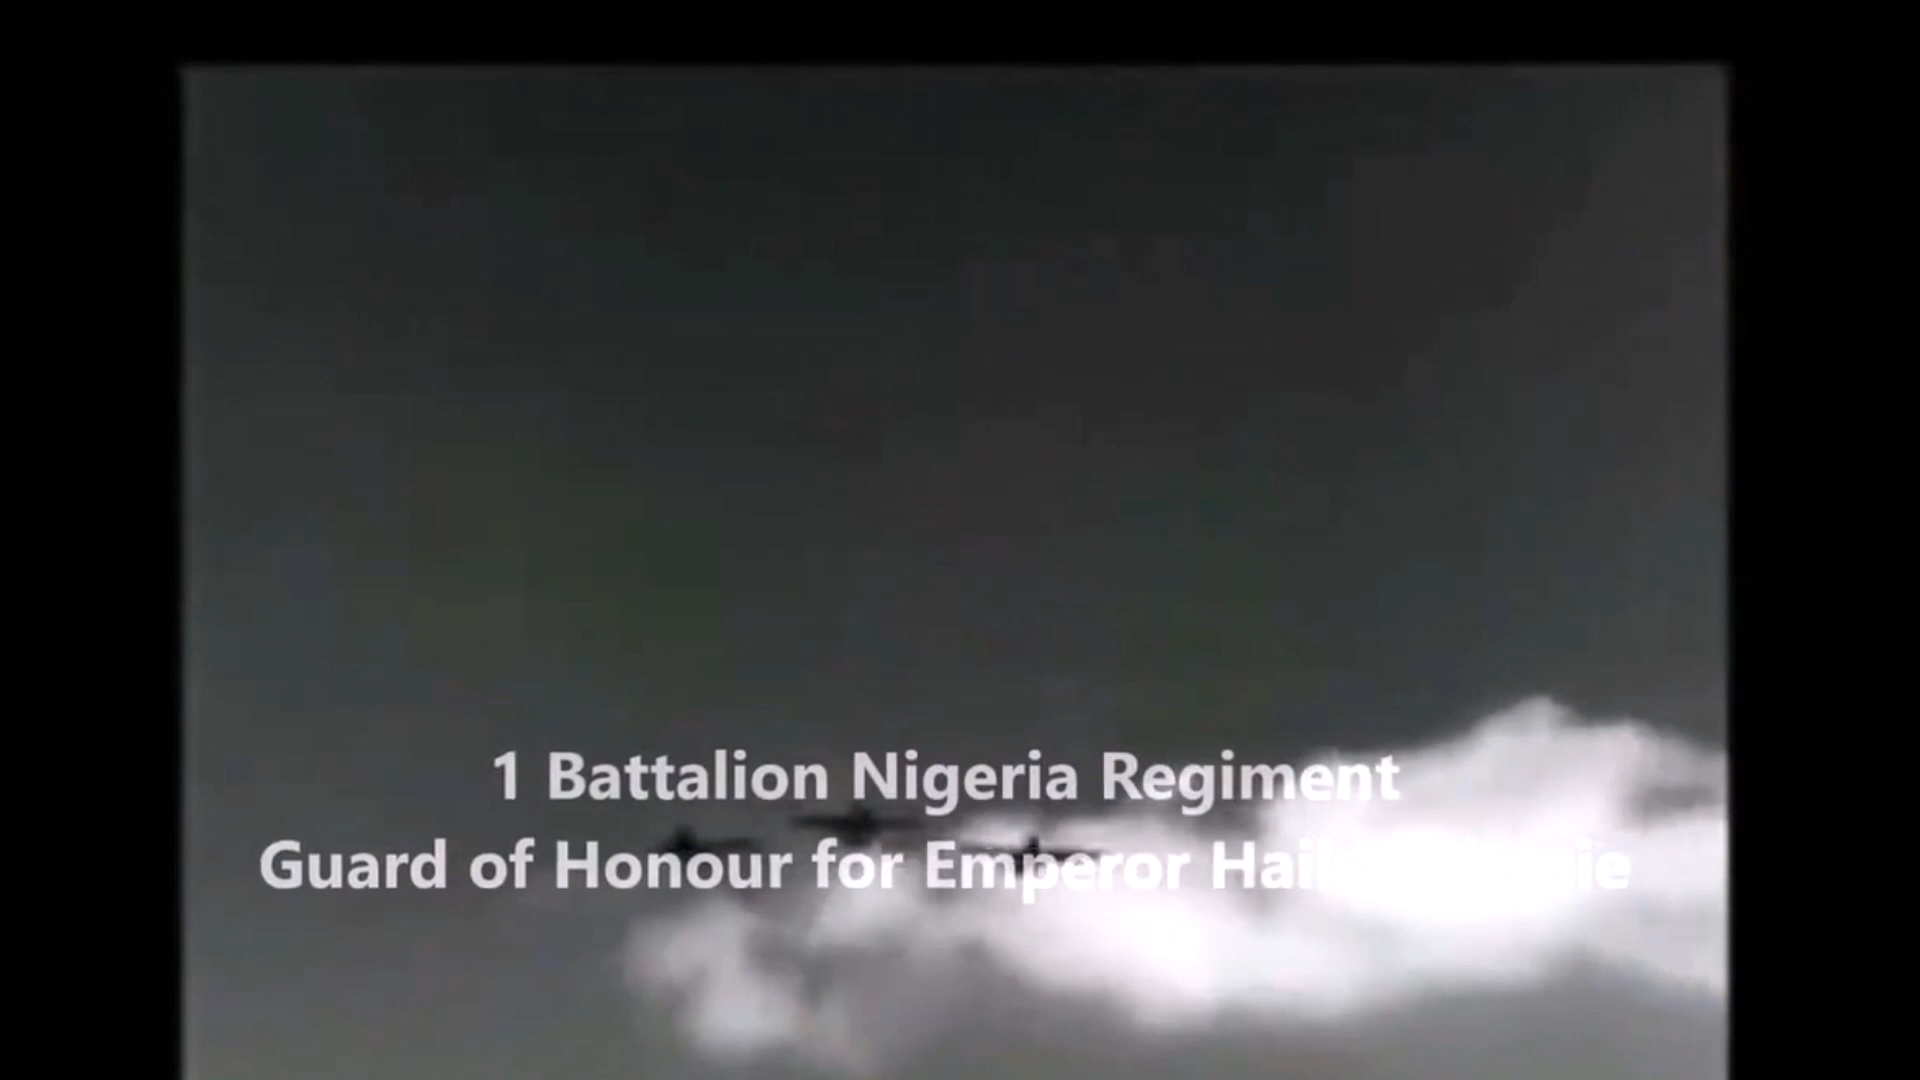 1 Battalion Nigeria Regiment
Guard of Honour for Emperor